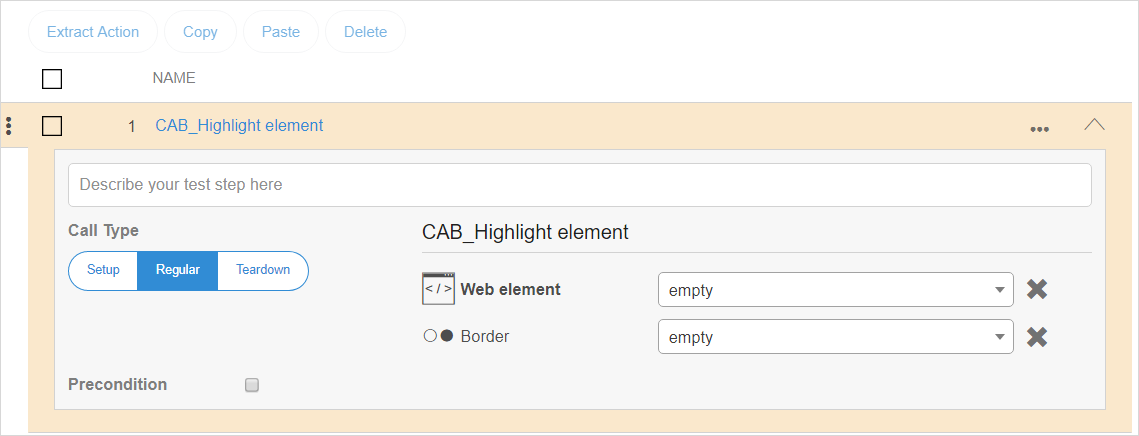 Extract Action Copy Paste Delete
NAME
1 CAB_Highlight element
Describe your test step here
Call Type
CAB_Highlight element
Setup Regular Teardown
</> Web element empty
Border empty
Precondition